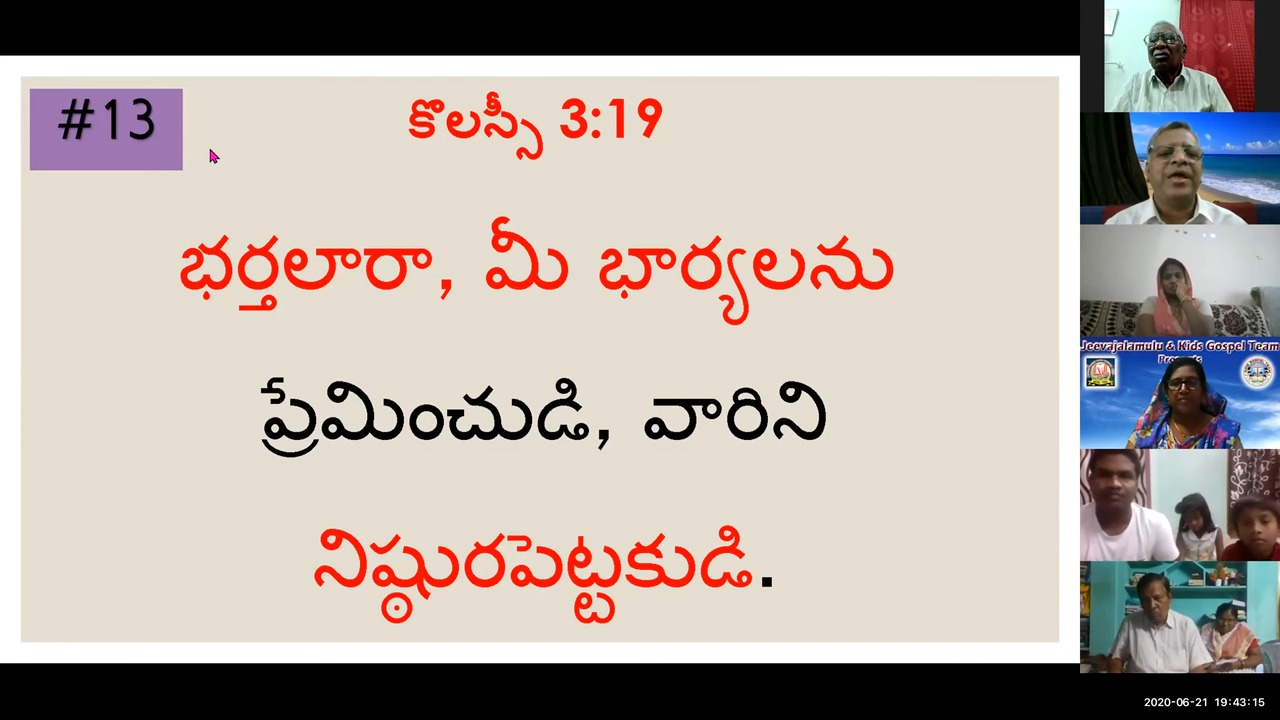 #13
కొలస్సీ 3:19
భర్తలారా, మీ భార్యలను
ప్రేమించుడి, వారిని
నిష్ఠురపెట్టకుడి.
Jeevajalamulu & Kids Gospel Team
Presents
2020-06-21 19:43:15